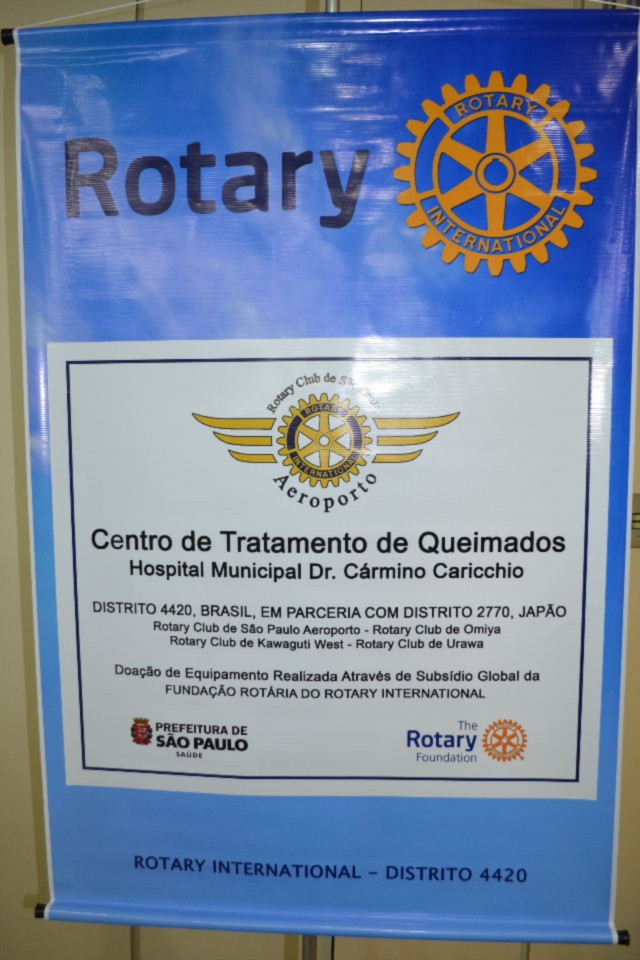 Rotary
ROTARY
INTERNATIONAL
Rotary Club de São Paulo
ROTARY
INTERNATIONAL
Aeroporto
Centro de Tratamento de Queimados
Hospital Municipal Dr. Cármino Caricchio
DISTRITO 4420, BRASIL, EM PARCERIA COM DISTRITO 2770, JAPÃO
Rotary Club de São Paulo Aeroporto - Rotary Club de Omiya
Rotary Club de Kawaguti West - Rotary Club de Urawa
Doação de Equipamento Realizada Através de Subsídio Global da
FUNDAÇÃO ROTÁRIA DO ROTARY INTERNATIONAL
PREFEITURA DE
SÃO PAULO
SAÚDE
The
Rotary
Foundation
ROTARY INTERNATIONAL – DISTRITO 4420